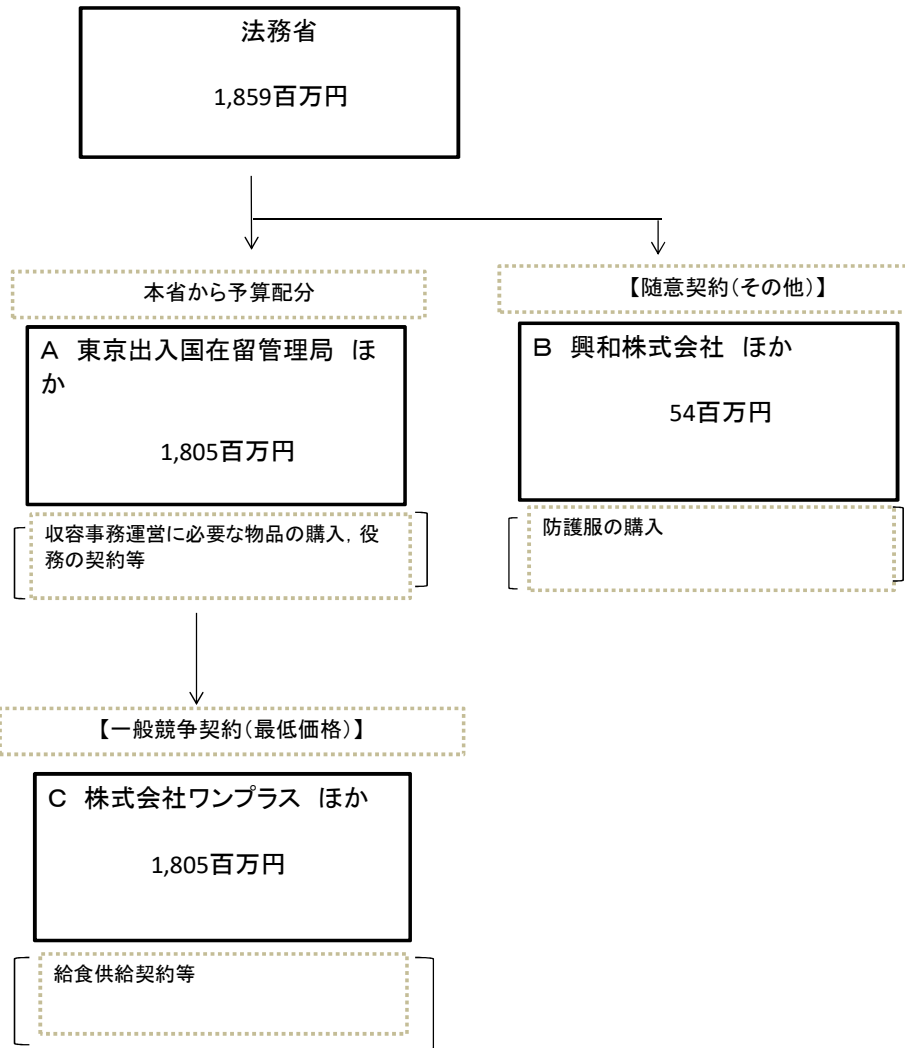 法務省
1,859百万円
本省から予算配分
【随意契約(その他)】
A 東京出入国在留管理局 ほ
か
1,805百万円
B 興和株式会社 ほか
54百万円
収容事務運営に必要な物品の購入，役
務の契約等
防護服の購入
【一般競争契約(最低価格)】
C 株式会社ワンプラス ほか
1,805百万円
給食供給契約等